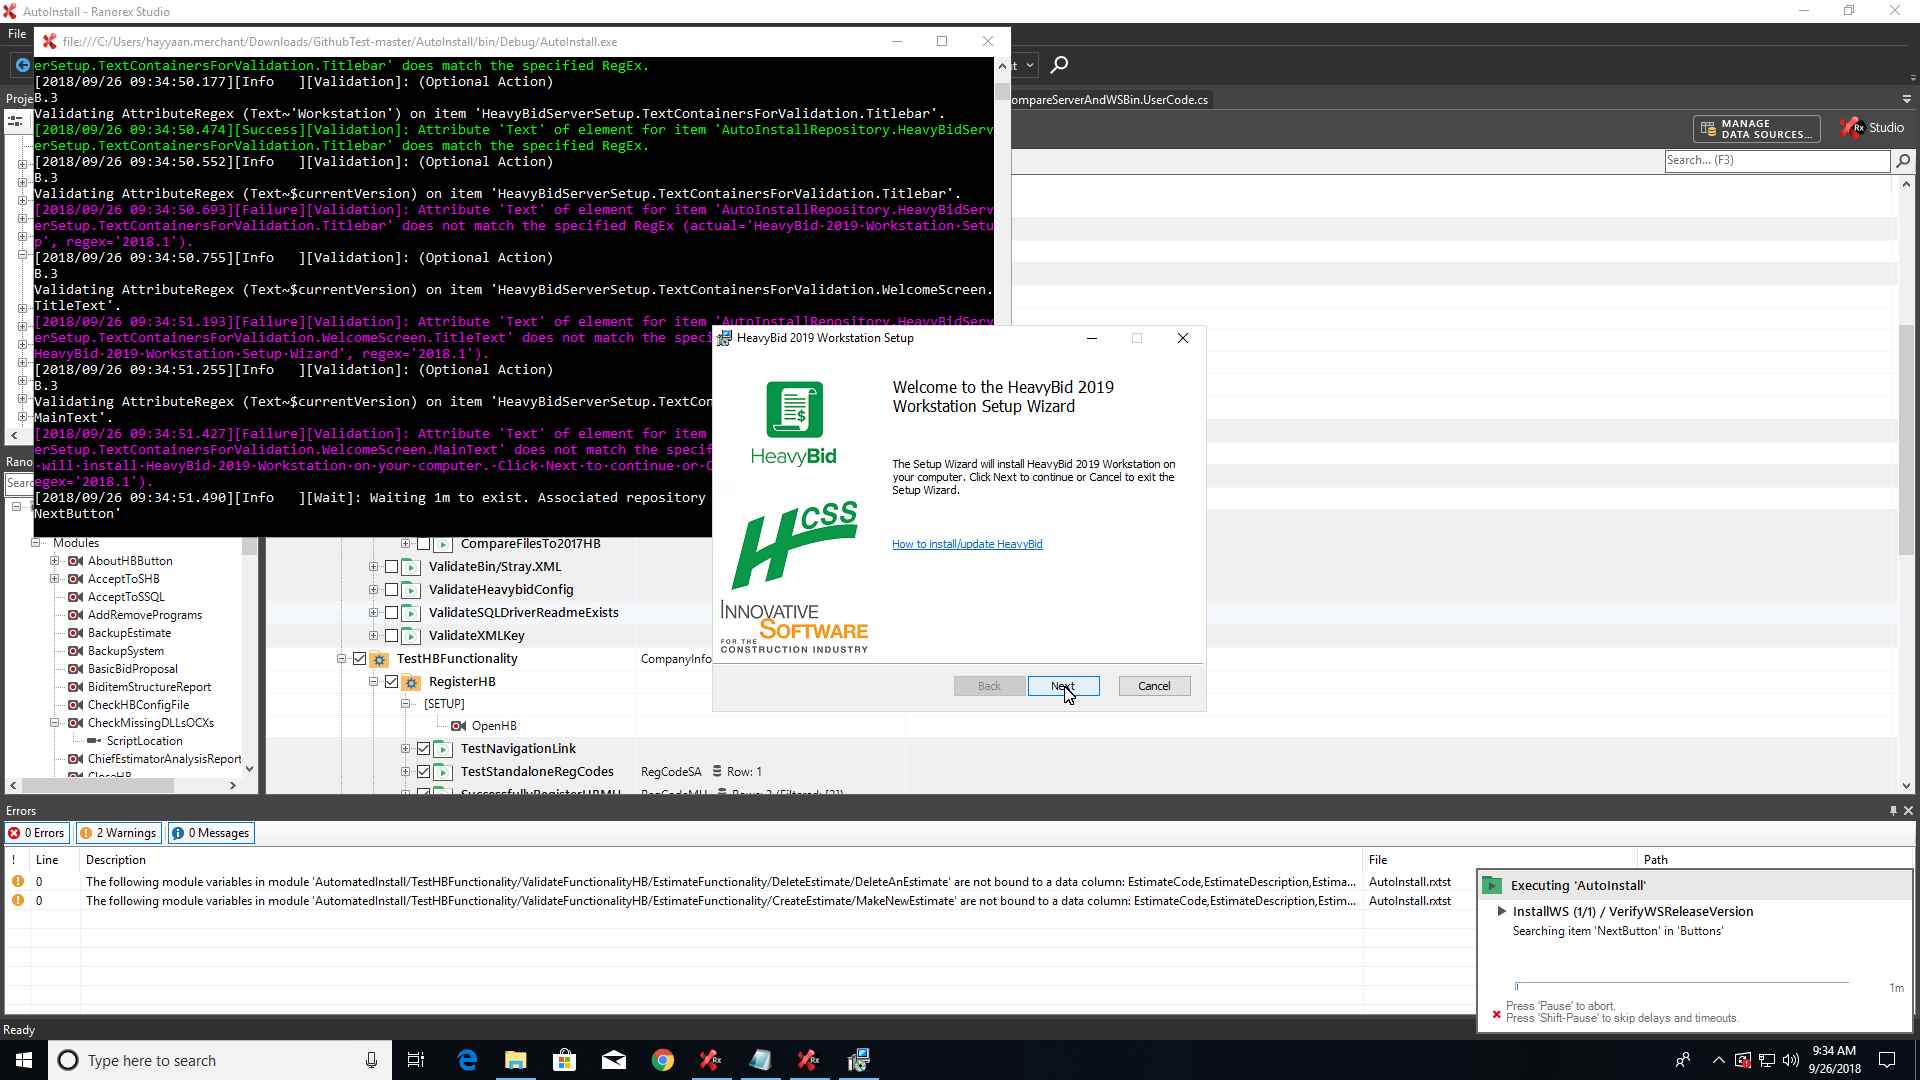 AutoInstall - Ranorex Studio
File
file:///C:/Users/hayyaan.merchant/Downloads/GithubTest-master/AutoInstall/bin/Debug/AutoInstall.exe
erSetup.TextContainersForValidation.Titlebar' does match the specified RegEx.
[2018/09/26 09:34:50.177][Info   ][Validation]: (Optional Action)
B.3
Validating AttributeRegex (Text~'Workstation') on item 'HeavyBidServerSetup.TextContainersForValidation.Titlebar'.
[2018/09/26 09:34:50.474][Success][Validation]: Attribute 'Text' of element for item 'AutoInstallRepository.HeavyBidServ
erSetup.TextContainersForValidation.Titlebar' does match the specified RegEx.
[2018/09/26 09:34:50.552][Info   ][Validation]: (Optional Action)
B.3
Validating AttributeRegex (Text~$currentVersion) on item 'HeavyBidServerSetup.TextContainersForValidation.Titlebar'.
[2018/09/26 09:34:50.693][Failure][Validation]: Attribute 'Text' of element for item 'AutoInstallRepository.HeavyBidServ
erSetup.TextContainersForValidation.Titlebar' does not match the specified RegEx (actual='HeavyBid·2019·Workstation·Setu
p', regex='2018.1').
[2018/09/26 09:34:50.755][Info   ][Validation]: (Optional Action)
B.3
Validating AttributeRegex (Text~$currentVersion) on item 'HeavyBidServerSetup.TextContainersForValidation.WelcomeScreen.
TitleText'.
[2018/09/26 09:34:51.193][Failure][Validation]: Attribute 'Text' of element for item 'AutoInstallRepository.HeavyBidServ
erSetup.TextContainersForValidation.WelcomeScreen.TitleText' does not match the speci
HeavyBid·2019·Workstation·Setup·Wizard', regex='2018.1').
[2018/09/26 09:34:51.255][Info   ][Validation]: (Optional Action)
B.3
Validating AttributeRegex (Text~$currentVersion) on item 'HeavyBidServerSetup.TextCon
MainText'.
[2018/09/26 09:34:51.427][Failure][Validation]: Attribute 'Text' of element for item
erSetup.TextContainersForValidation.WelcomeScreen.MainText' does not match the specif
·will·install·HeavyBid·2019·Workstation·on·your·computer.·Click·Next·to·continue·or·C
egex='2018.1').
[2018/09/26 09:34:51.490][Info   ][Wait]: Waiting 1m to exist. Associated repository
NextButton'
ompareServerAndWSBin.UserCode.cs
MANAGE
DATA SOURCES...
Rx Studio
Search... (F3)
Proje
Rano
Sear
HeavyBid 2019 Workstation Setup
HeavyBid
HCSS
INNOVATIVE
SOFTWARE
FOR THE
CONSTRUCTION INDUSTRY
Welcome to the HeavyBid 2019
Workstation Setup Wizard
The Setup Wizard will install HeavyBid 2019 Workstation on
your computer. Click Next to continue or Cancel to exit the
Setup Wizard.
How to install/update HeavyBid
Back
Next
Cancel
Modules
AboutHBButton
AcceptToSHB
AcceptToSSQL
AddRemovePrograms
BackupEstimate
BackupSystem
BasicBidProposal
BiditemStructureReport
CheckHBConfigFile
CheckMissingDLLsOCXs
ScriptLocation
ChiefEstimatorAnalysisReport
CloseHB
CompareFilesTo2017HB
ValidateBin/Stray.XML
ValidateHeavybidConfig
ValidateSQLDriverReadmeExists
ValidateXMLKey
TestHBFunctionality
CompanyInfo
RegisterHB
[SETUP]
OpenHB
TestNavigationLink
TestStandaloneRegCodes
RegCodeSA
Row: 1
Errors
0 Errors
2 Warnings
0 Messages
! Line Description File Path
0 The following module variables in module 'AutomatedInstall/TestHBFunctionality/ValidateFunctionalityHB/EstimateFunctionality/DeleteEstimate/DeleteAnEstimate' are not bound to a data column: EstimateCode,EstimateDescription,Estima... AutoInstall.rxtst
0 The following module variables in module 'AutomatedInstall/TestHBFunctionality/ValidateFunctionalityHB/EstimateFunctionality/CreateEstimate/MakeNewEstimate' are not bound to a data column: EstimateCode,EstimateDescription,Estim... AutoInstall.rxtst
Executing 'AutoInstall'
InstallWS (1/1) / VerifyWSReleaseVersion
Searching item 'NextButton' in 'Buttons'
1m
Press 'Pause' to abort.
Press 'Shift-Pause' to skip delays and timeouts.
Ready
Type here to search
9:34 AM
9/26/2018